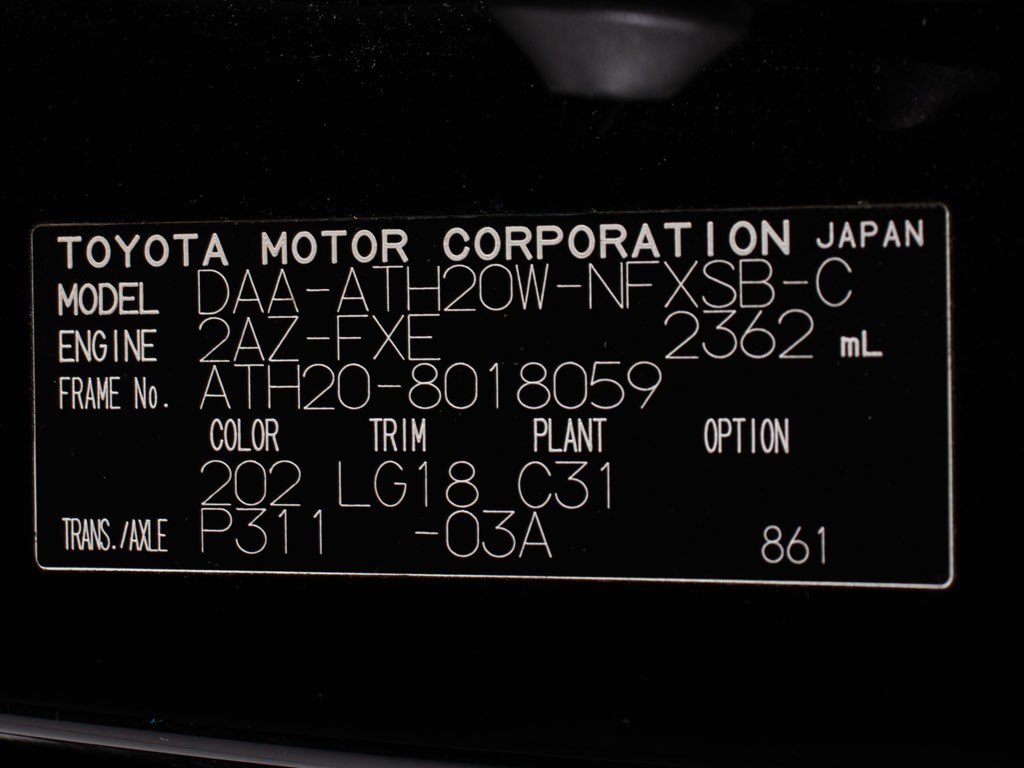 TOYOTA MOTOR CORPORATION JAPAN
MODEL DAA-ATH20W-NFXSB-C
ENGINE 2AZ-FXE 2362 mL
FRAME No. ATH20-8018059
COLOR TRIM PLANT OPTION
202 LG18 C31
TRANS./AXLE P311 -03A 861